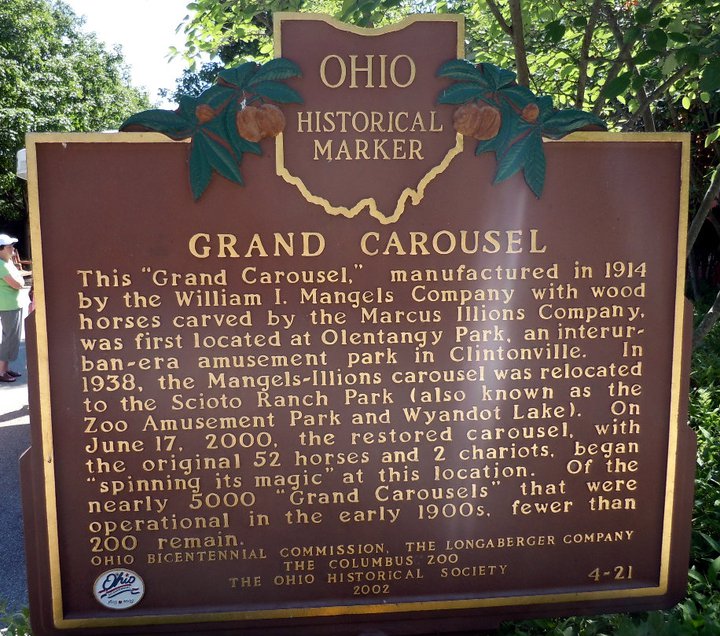 OHIO
HISTORICAL
MARKER
GRAND CAROUSEL
This “Grand Carousel,” manufactured in 1914
by the William I. Mangels Company with wood
horses carved by the Marcus Illions Company,
was first located at Olentangy Park, an interur-
ban-era amusement park in Clintonville. In
1938, the Mangels-Illions carousel was relocated
to the Scioto Ranch Park (also known as the
Zoo Amusement Park and Wyandot Lake). On
June 17, 2000, the restored carousel, with
the original 52 horses and 2 chariots, began
“spinning its magic” at this location. Of the
nearly 5000 “Grand Carousels” that were
operational in the early 1900s, fewer than
200 remain.
OHIO BICENTENNIAL COMMISSION, THE LONGABERGER COMPANY
THE COLUMBUS ZOO
THE OHIO HISTORICAL SOCIETY
2002
4-21
Ohio